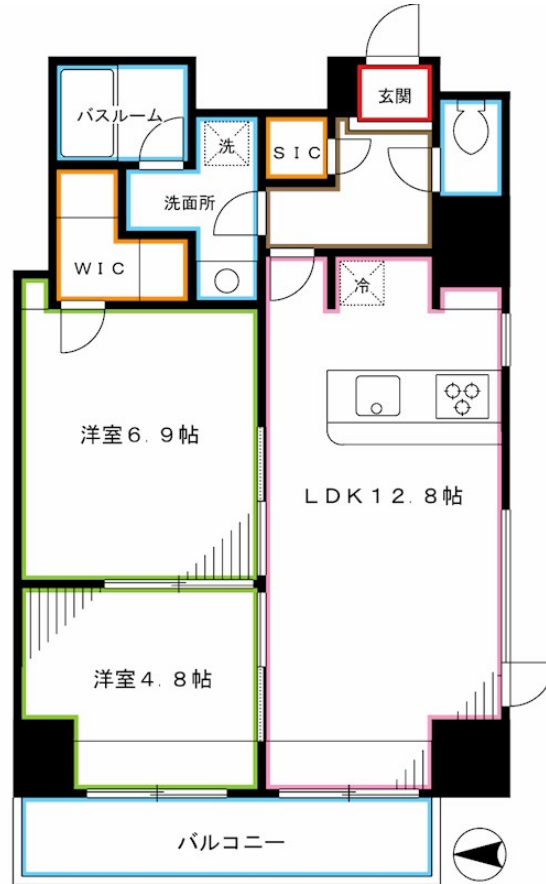 玄関
バスルーム
洗
SIC
洗面所
WIC
冷
洋室6.9帖
LDK12.8帖
洋室4.8帖
バルコニー